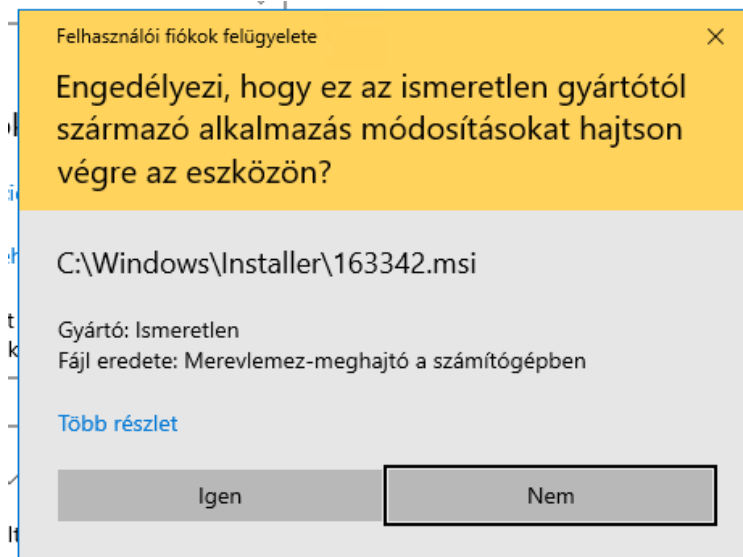 Felhasználói fiókok felügyelete
Engedélyezi, hogy ez az ismeretlen gyártótól
származó alkalmazás módosításokat hajtson
végre az eszközön?
C:\Windows\Installer\163342.msi
Gyártó: Ismeretlen
Fájl eredete: Merevlemez-meghajtó a számítógépben
Több részlet
Igen
Nem